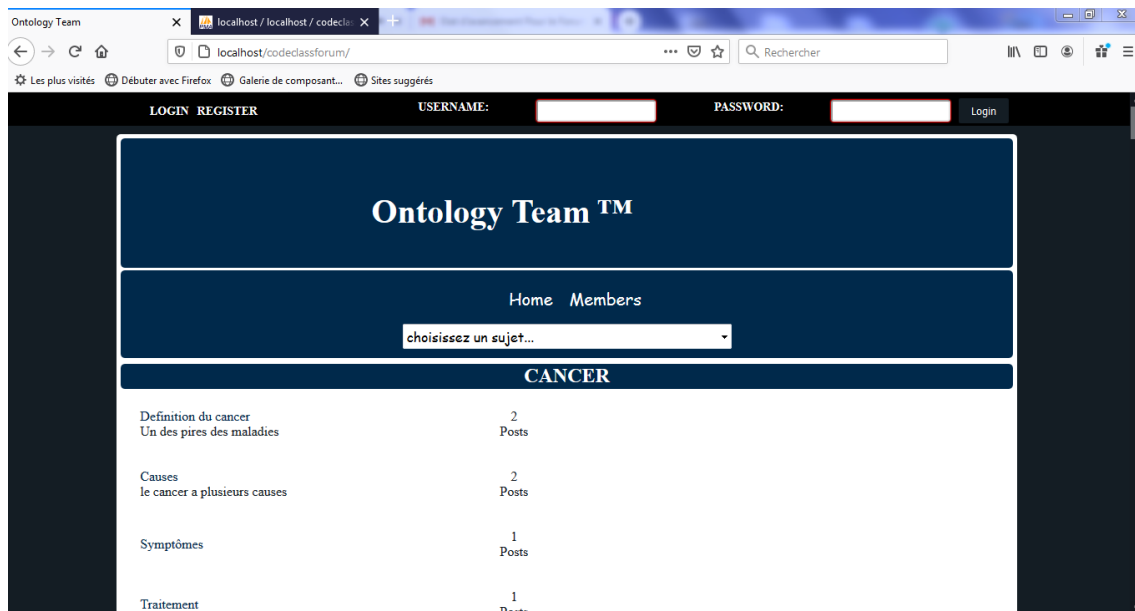 Ontology Team
localhost / localhost / codeclas
localhost/codeclassforum/
Rechercher
Les plus visités Débuter avec Firefox Galerie de composant... Sites suggérés
LOGIN REGISTER USERNAME: PASSWORD: Login
Ontology Team ™
Home Members
choisissez un sujet...
CANCER
Definition du cancer 2
Un des pires des maladies Posts
Causes 2
le cancer a plusieurs causes Posts
1
Symptômes
Posts
Traitement 1
Posts